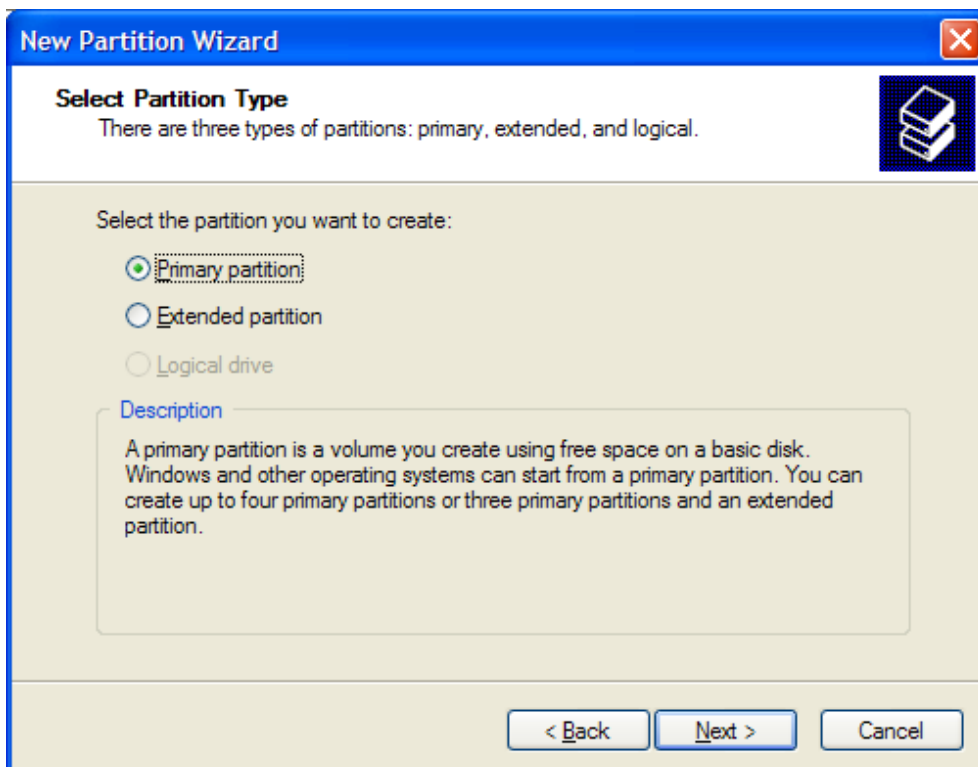 New Partition Wizard
Select Partition Type
There are three types of partitions: primary, extended, and logical.
Select the partition you want to create:
Primary partition
Extended partition
Logical drive
Description
A primary partition is a volume you create using free space on a basic disk.
Windows and other operating systems can start from a primary partition. You can
create up to four primary partitions or three primary partitions and an extended
partition.
< Back Next > Cancel